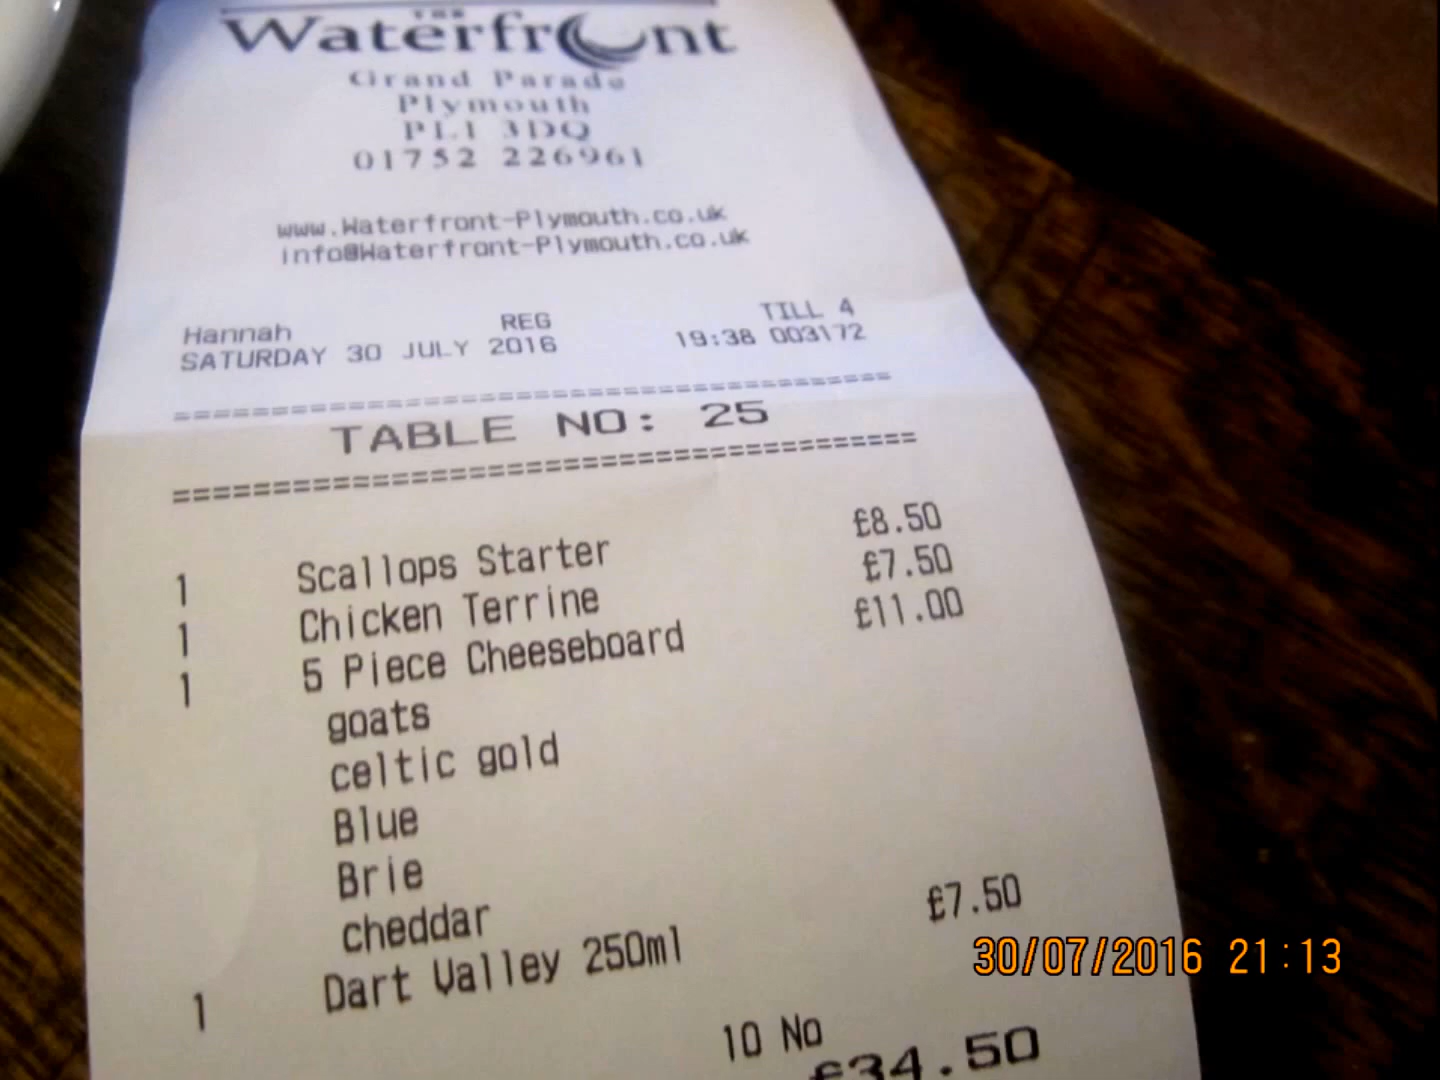 THE
Waterfront
Grand Parade
Plymouth
PL1 3DQ
01752 226961
www.Waterfront-Plymouth.co.uk
info@Waterfront-Plymouth.co.uk
Hannah REG TILL 4
SATURDAY 30 JULY 2016 19:38 003172
==========================================
TABLE NO: 25
==========================================
1 Scallops Starter £8.50
1 Chicken Terrine £7.50
1 5 Piece Cheeseboard £11.00
goats
celtic gold
Blue
Brie
cheddar
1 Dart Valley 250ml £7.50
10 No
£34.50
30/07/2016 21:13